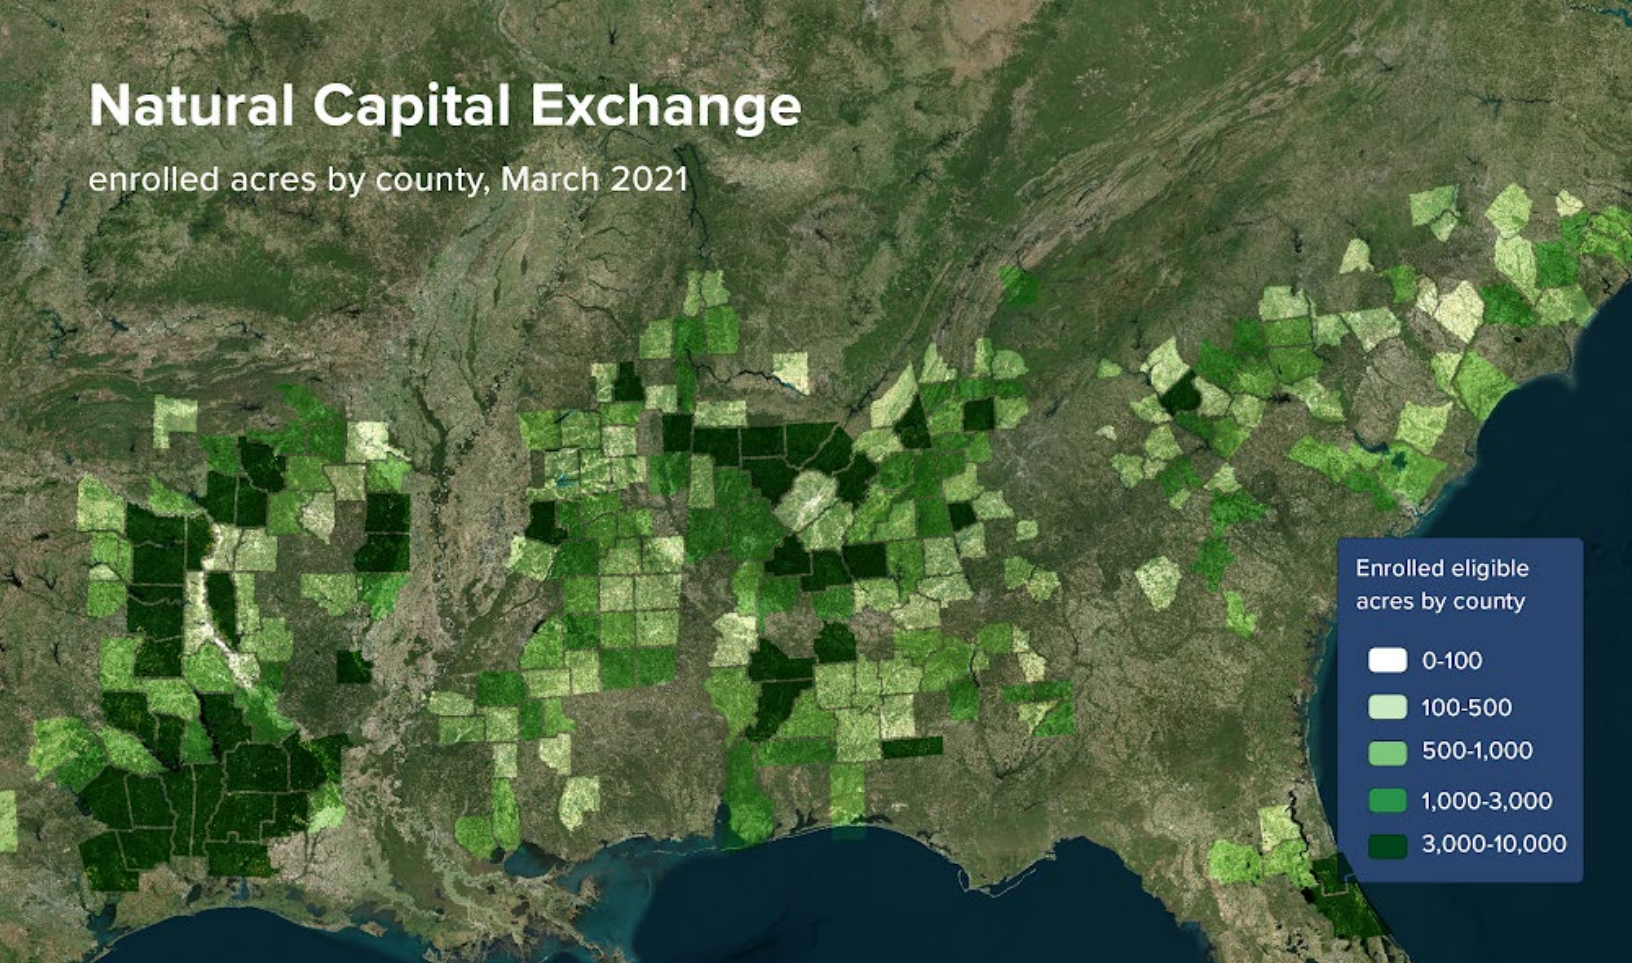 Natural Capital Exchange
enrolled acres by county, March 2021
Enrolled eligible
acres by county
0-100
100-500
500-1,000
1,000-3,000
3,000-10,000